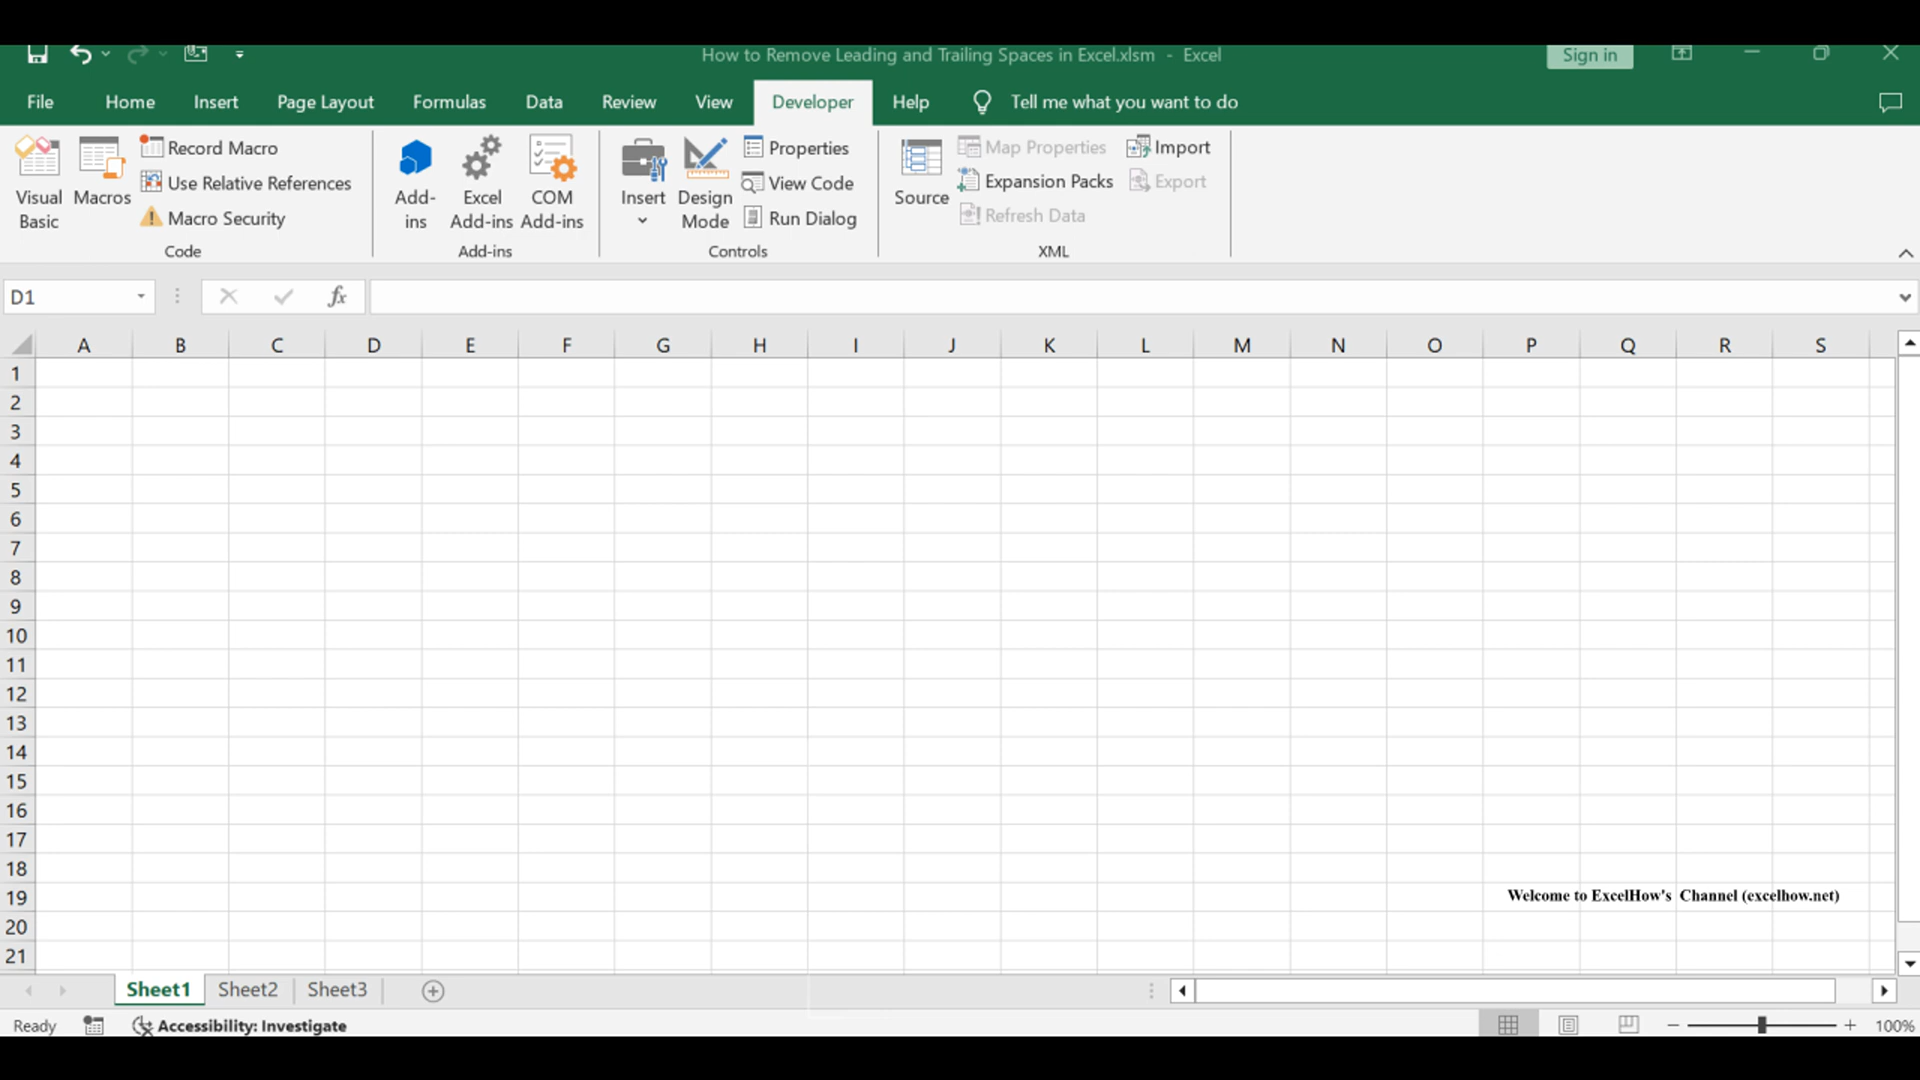 How to Remove Leading and Trailing Spaces in Excel.xlsm - Excel
Sign in
File Home Insert Page Layout Formulas Data Review View Developer Help Tell me what you want to do
Visual Basic
Macros
Record Macro
Use Relative References
Macro Security
Code
Add-ins
Excel Add-ins
COM Add-ins
Add-ins
Insert
Design Mode
Properties
View Code
Run Dialog
Controls
Source
Map Properties
Expansion Packs
Refresh Data
Import
Export
XML
D1
fx
A B C D E F G H I J K L M N O P Q R S
1
2
3
4
5
6
7
8
9
10
11
12
13
14
15
16
17
18
19
Welcome to ExcelHow's Channel (excelhow.net)
20
21
Sheet1 Sheet2 Sheet3
Ready Accessibility: Investigate 100%